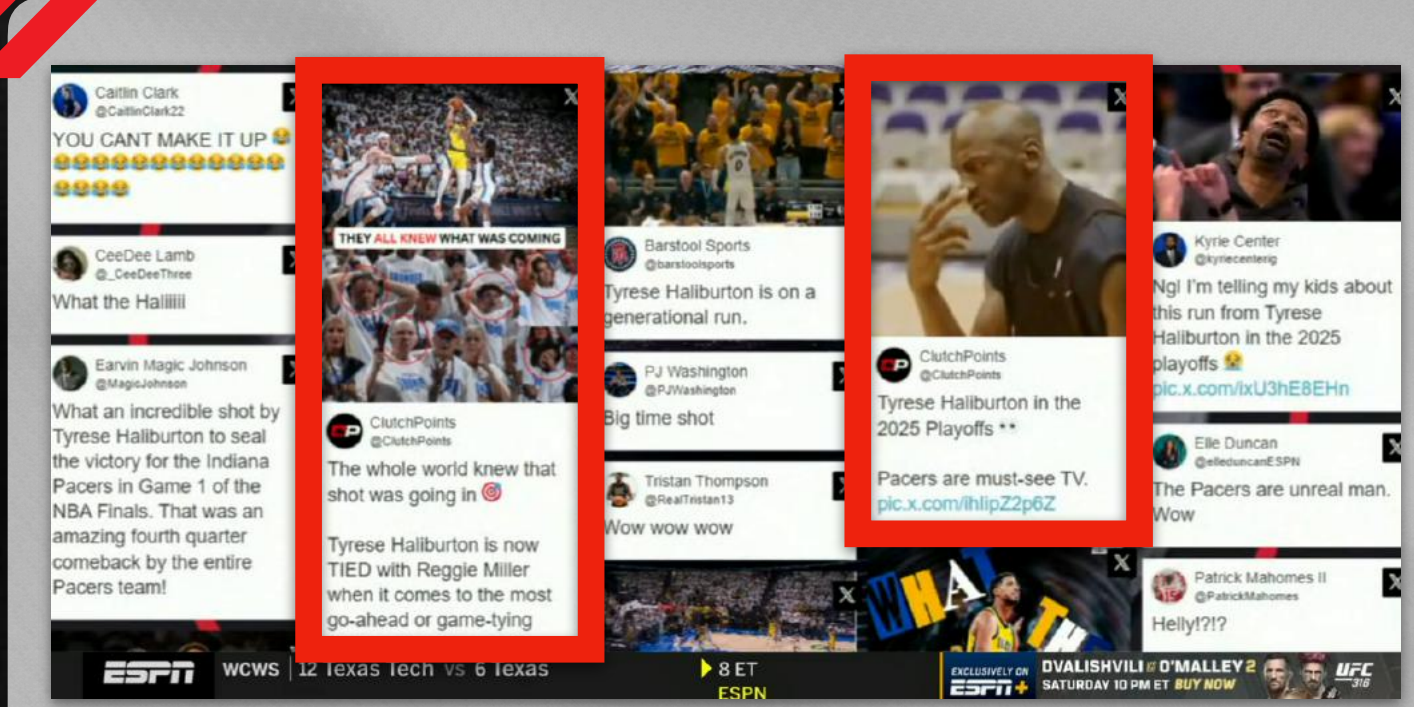 Caitlin Clark
@CaitlinClark22
YOU CANT MAKE IT UP 😂
😂😂😂😂😂😂😂😂😂😂😂😂
😂😂😂😂
CeeDee Lamb
@_CeeDeeThree
What the Haliiiiii
Earvin Magic Johnson
@MagicJohnson
What an incredible shot by
Tyrese Haliburton to seal
the victory for the Indiana
Pacers in Game 1 of the
NBA Finals. That was an
amazing fourth quarter
comeback by the entire
Pacers team!
THEY ALL KNEW WHAT WAS COMING
CP
ClutchPoints
@ClutchPoints
The whole world knew that
shot was going in 🎯
Tyrese Haliburton is now
TIED with Reggie Miller
when it comes to the most
go-ahead or game-tying
0
Barstool Sports
@barstoolsports
Tyrese Haliburton is on a
generational run.
PJ Washington
@PJWashington
Big time shot
Tristan Thompson
@RealTristan13
Wow wow wow
X
CP
ClutchPoints
@ClutchPoints
Tyrese Haliburton in the
2025 Playoffs 👀
Pacers are must-see TV.
pic.x.com/ihIipZ2p6Z
WHAT
THE
Kyrie Center
@kyriecenterig
Ngl I'm telling my kids about
this run from Tyrese
Haliburton in the 2025
playoffs 😭
pic.x.com/ixU3hE8EHn
Elle Duncan
@elleduncanESPN
The Pacers are unreal man.
Wow
Patrick Mahomes II
@PatrickMahomes
Helly!?!?
ESPN WCWS 12 Texas Tech vs 6 Texas 8 ET
ESPN
EXCLUSIVELY ON
ESPN+
DVALISHVILI VS O'MALLEY 2
SATURDAY 10 PM ET BUY NOW
UFC
316